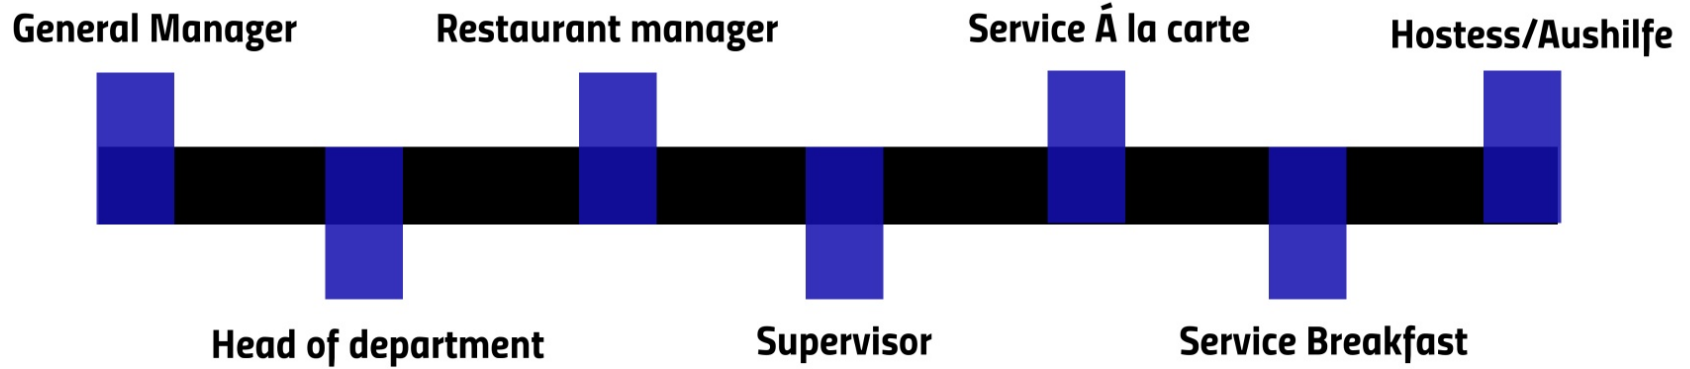 General Manager
Restaurant manager
Service Á la carte
Hostess/Aushilfe
Head of department
Supervisor
Service Breakfast